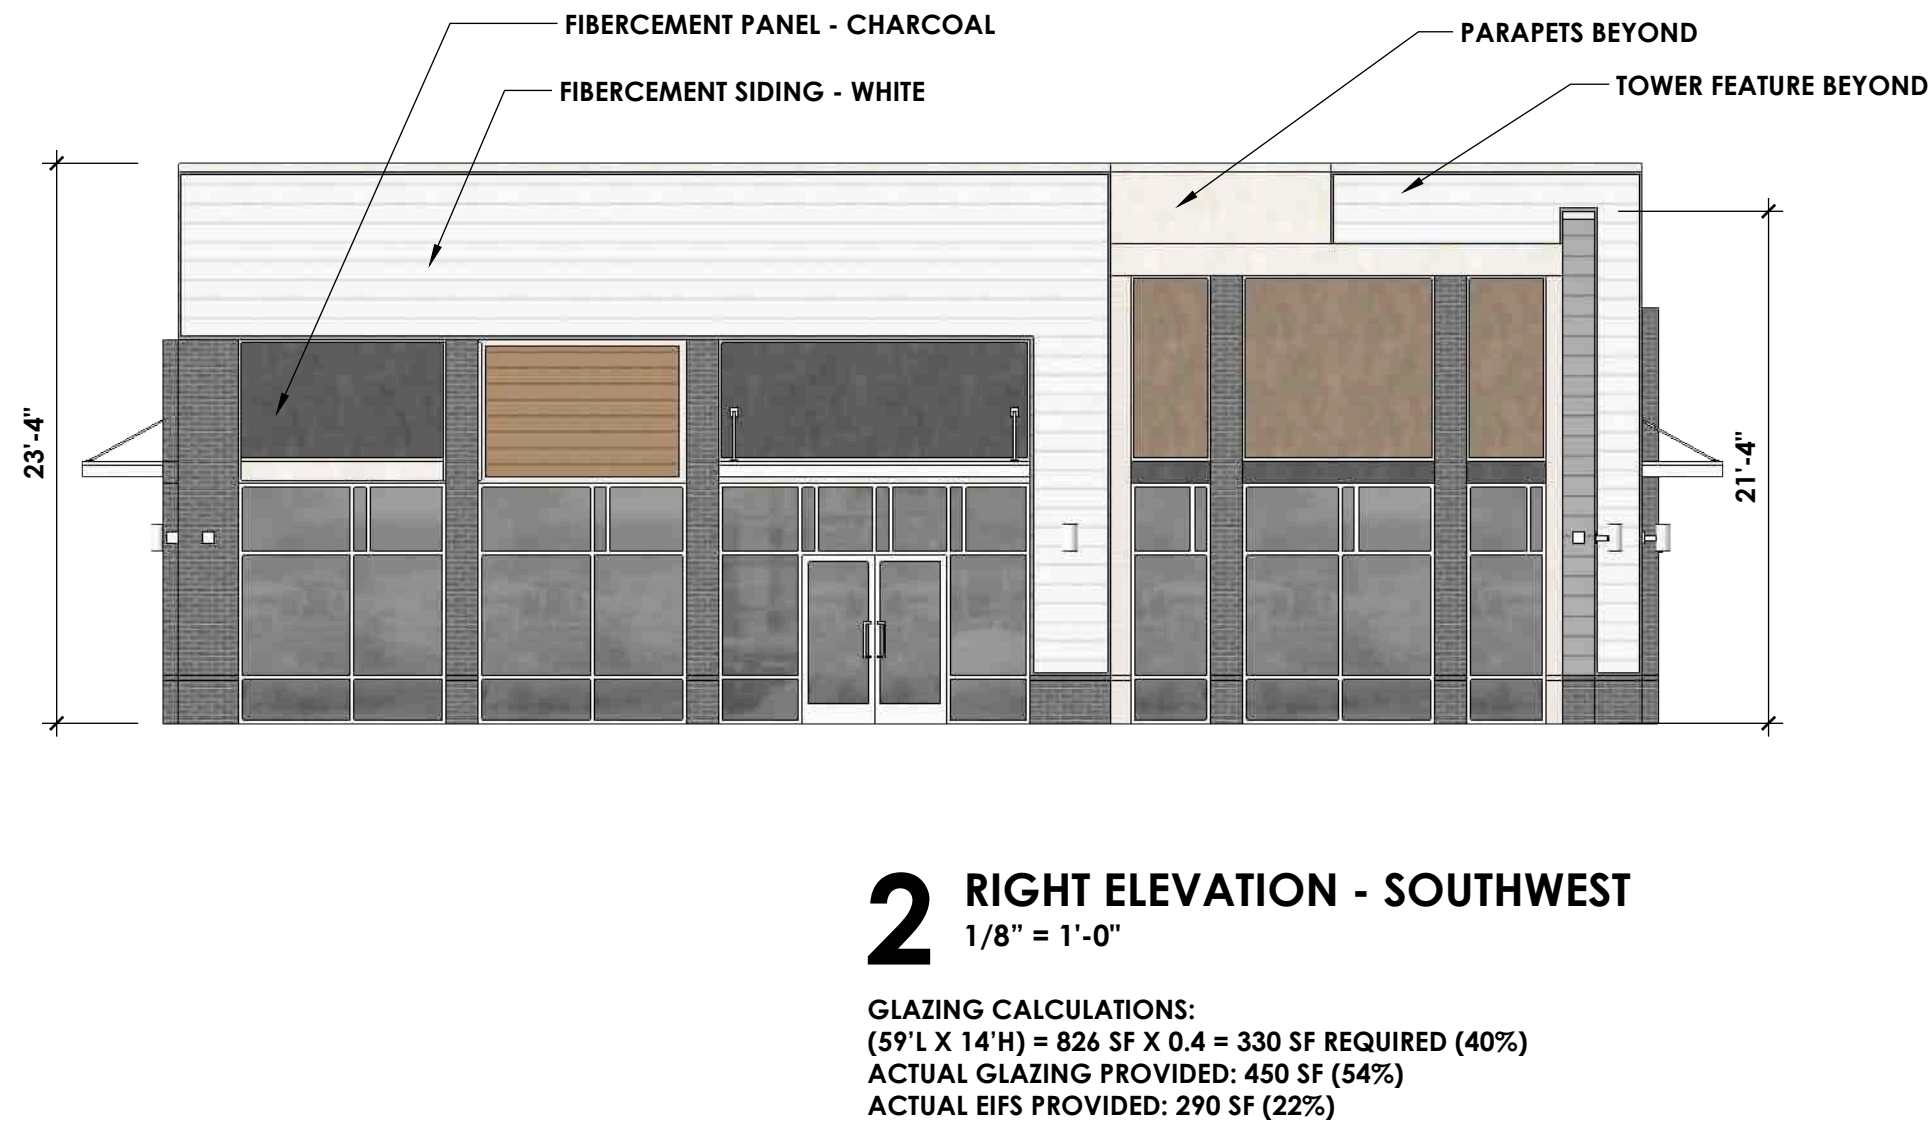 FIBERCEMENT PANEL - CHARCOAL
PARAPETS BEYOND
FIBERCEMENT SIDING - WHITE
TOWER FEATURE BEYOND
23'-4"
21'-4"
2 RIGHT ELEVATION - SOUTHWEST
1/8” = 1'-0"
GLAZING CALCULATIONS:
(59’L X 14’H) = 826 SF X 0.4 = 330 SF REQUIRED (40%)
ACTUAL GLAZING PROVIDED: 450 SF (54%)
ACTUAL EIFS PROVIDED: 290 SF (22%)